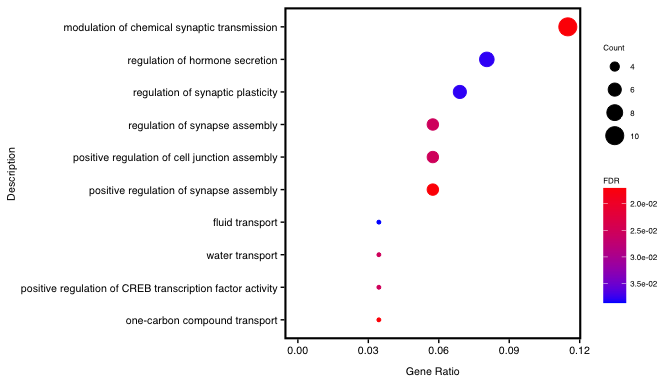 modulation of chemical synaptic transmission
regulation of hormone secretion
regulation of synaptic plasticity
regulation of synapse assembly
positive regulation of cell junction assembly
positive regulation of synapse assembly
fluid transport
water transport
positive regulation of CREB transcription factor activity
one-carbon compound transport
Description
0.00 0.03 0.06 0.09 0.12
Gene Ratio
Count
4
6
8
10
FDR
2.0e-02
2.5e-02
3.0e-02
3.5e-02